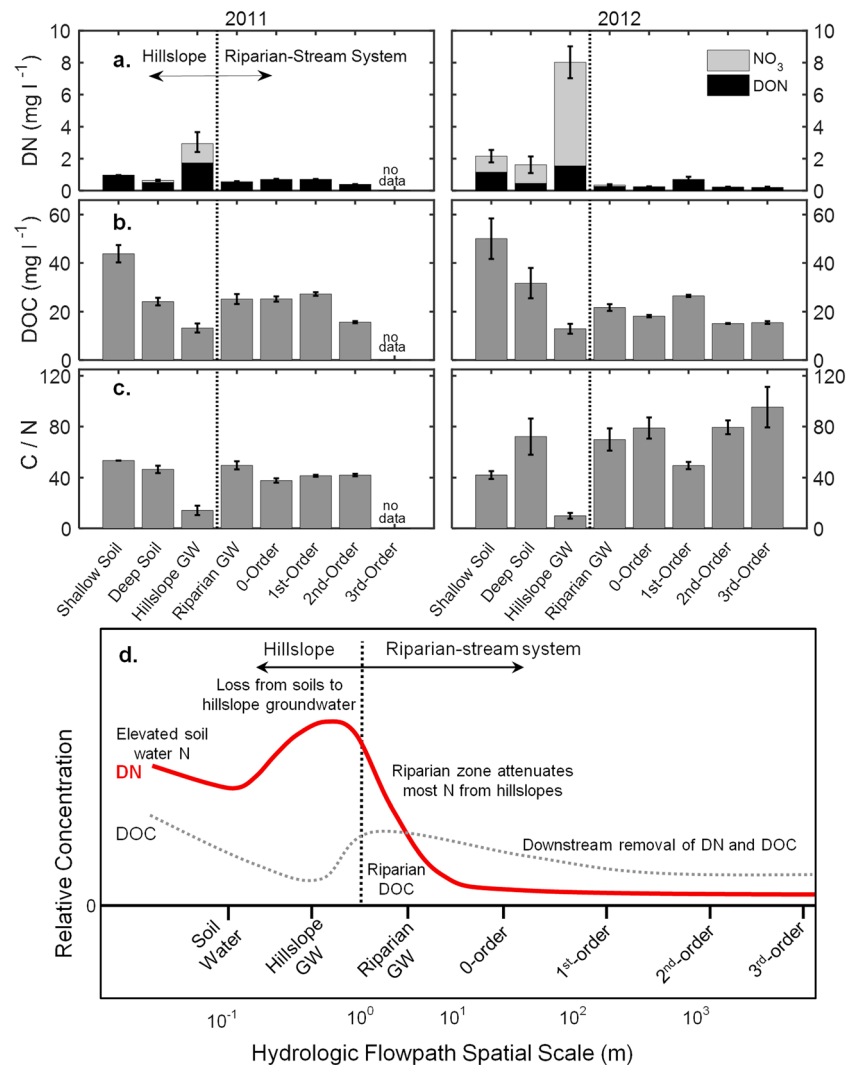 2011
2012
a.
Hillslope
Riparian-Stream System
DN (mg l⁻¹)
10
8
6
4
2
0
no
data
NO₃
DON
10
8
6
4
2
0
b.
DOC (mg l⁻¹)
60
40
20
0
no
data
60
40
20
0
c.
C / N
120
80
40
0
no
data
120
80
40
0
Shallow Soil
Deep Soil
Hillslope GW
Riparian GW
0-Order
1st-Order
2nd-Order
3rd-Order
Shallow Soil
Deep Soil
Hillslope GW
Riparian GW
0-Order
1st-Order
2nd-Order
3rd-Order
d.
Hillslope
Riparian-stream system
Loss from soils to
hillslope groundwater
Elevated soil
water N
DN
Riparian zone attenuates
most N from hillslopes
DOC
Downstream removal of DN and DOC
Riparian
DOC
Relative Concentration
0
Soil
Water
Hillslope
GW
Riparian
GW
0-order
1ˢᵗ-order
2ⁿᵈ-order
3ʳᵈ-order
10⁻¹
10⁰
10¹
10²
10³
Hydrologic Flowpath Spatial Scale (m)